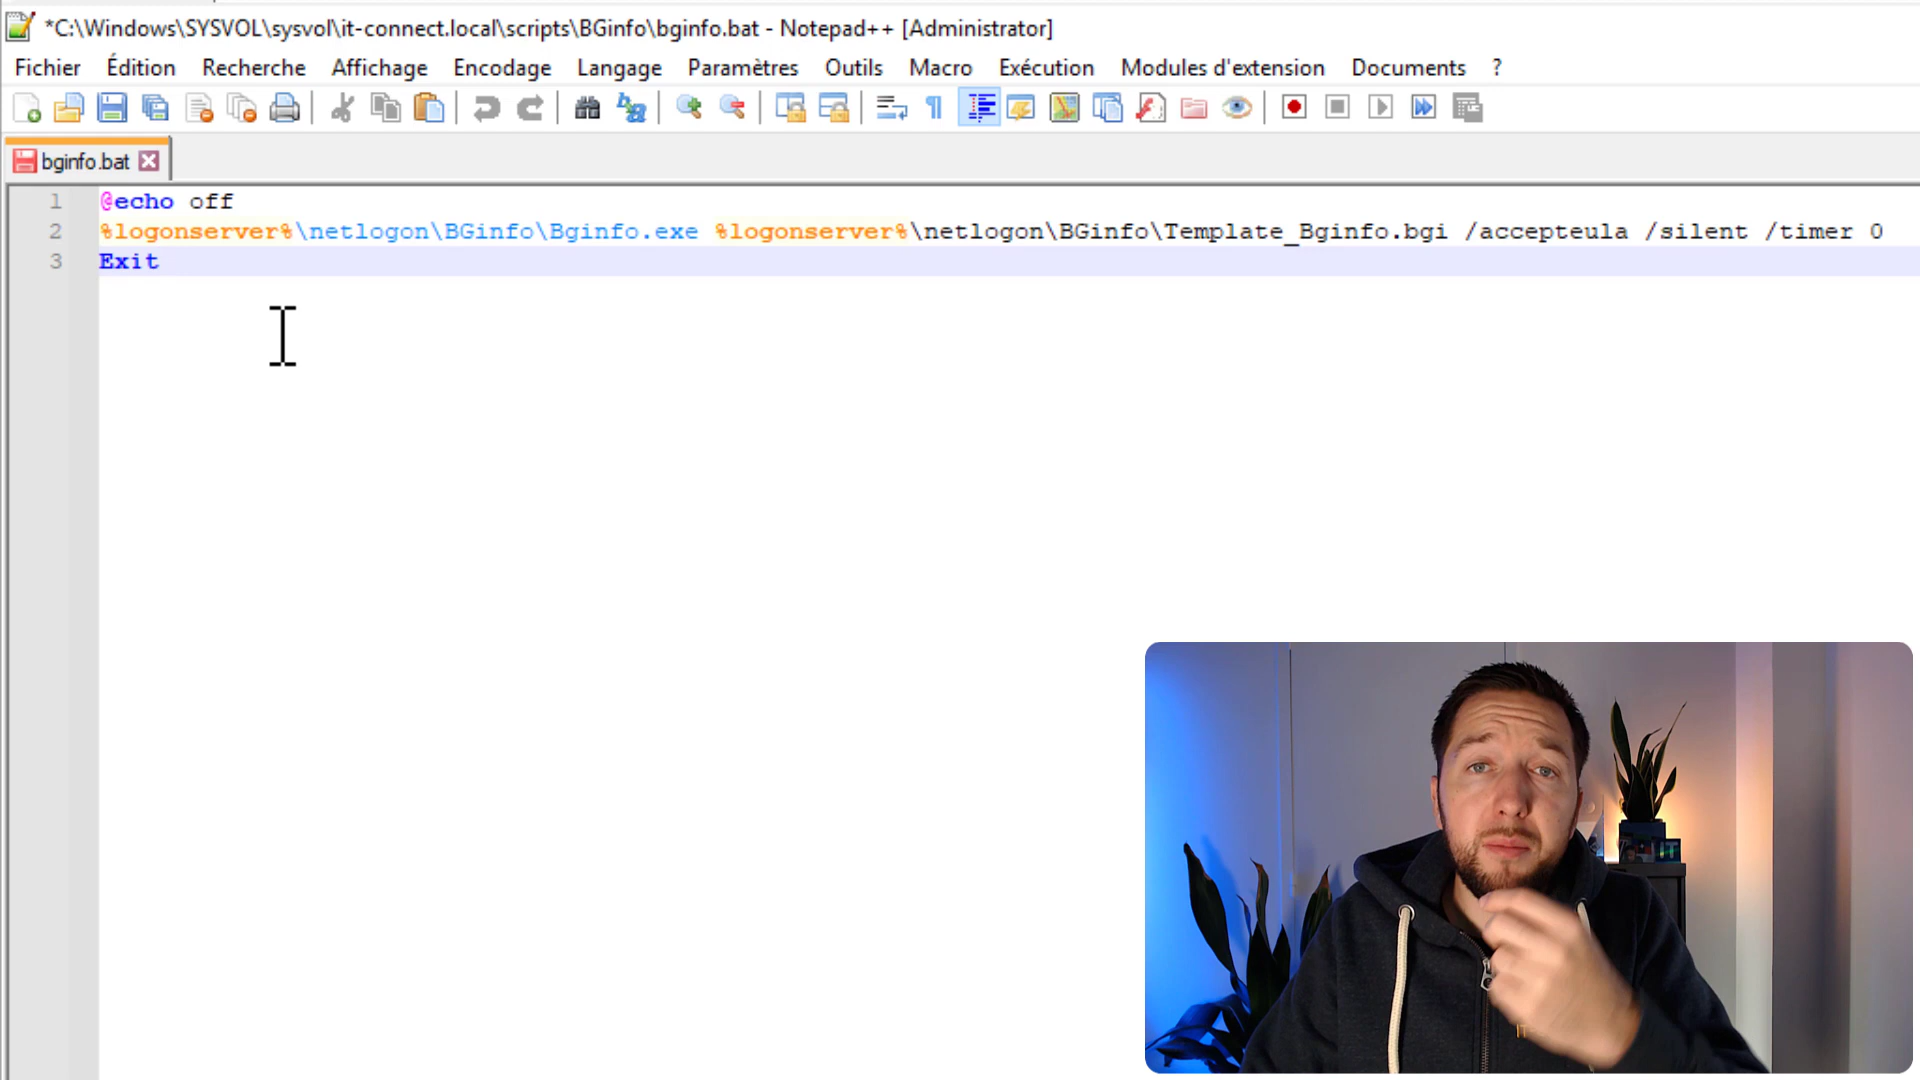 *C:\Windows\SYSVOL\sysvol\it-connect.local\scripts\BGinfo\bginfo.bat - Notepad++ [Administrator]
Fichier Édition Recherche Affichage Encodage Langage Paramètres Outils Macro Exécution Modules d'extension Documents ?
bginfo.bat
1 @echo off
2 %logonserver%\netlogon\BGinfo\Bginfo.exe %logonserver%\netlogon\BGinfo\Template_Bginfo.bgi /accepteula /silent /timer 0
3 Exit
IT